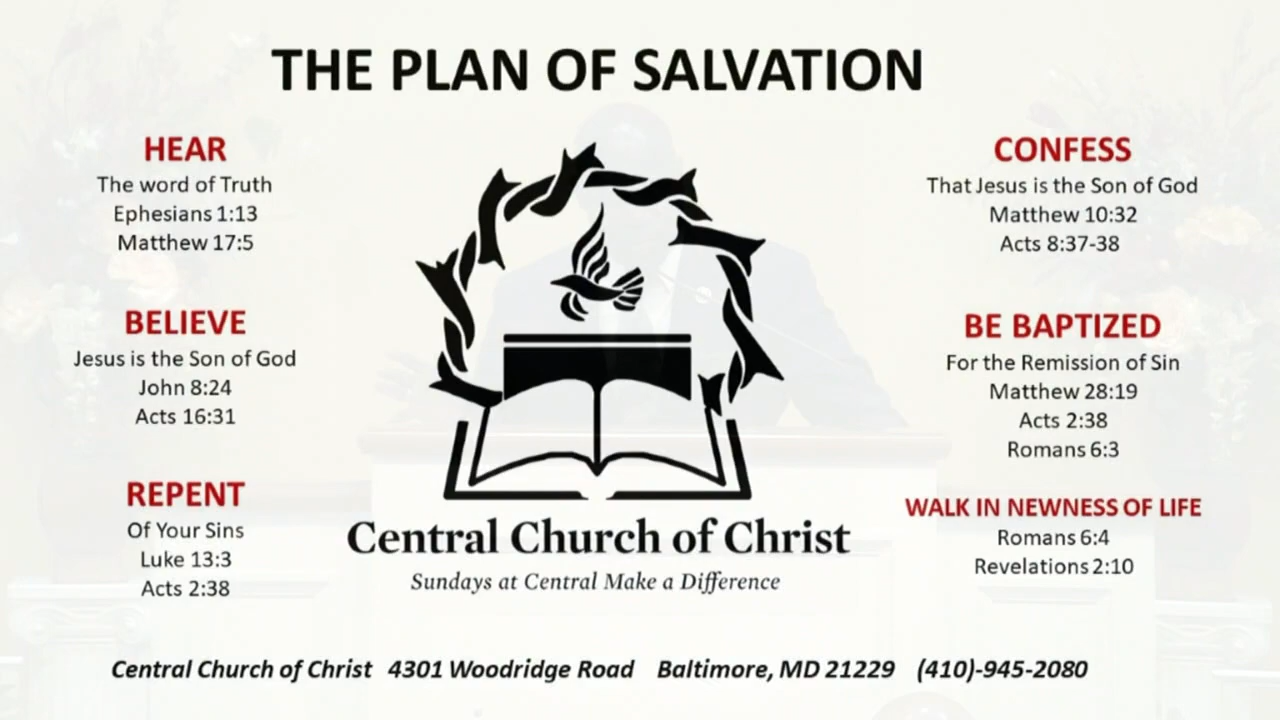 THE PLAN OF SALVATION
HEAR
The word of Truth
Ephesians 1:13
Matthew 17:5
BELIEVE
Jesus is the Son of God
John 8:24
Acts 16:31
REPENT
Of Your Sins
Luke 13:3
Acts 2:38
CONFESS
That Jesus is the Son of God
Matthew 10:32
Acts 8:37-38
BE BAPTIZED
For the Remission of Sin
Matthew 28:19
Acts 2:38
Romans 6:3
WALK IN NEWNESS OF LIFE
Romans 6:4
Revelations 2:10
Central Church of Christ
Sundays at Central Make a Difference
Central Church of Christ 4301 Woodridge Road Baltimore, MD 21229 (410)-945-2080